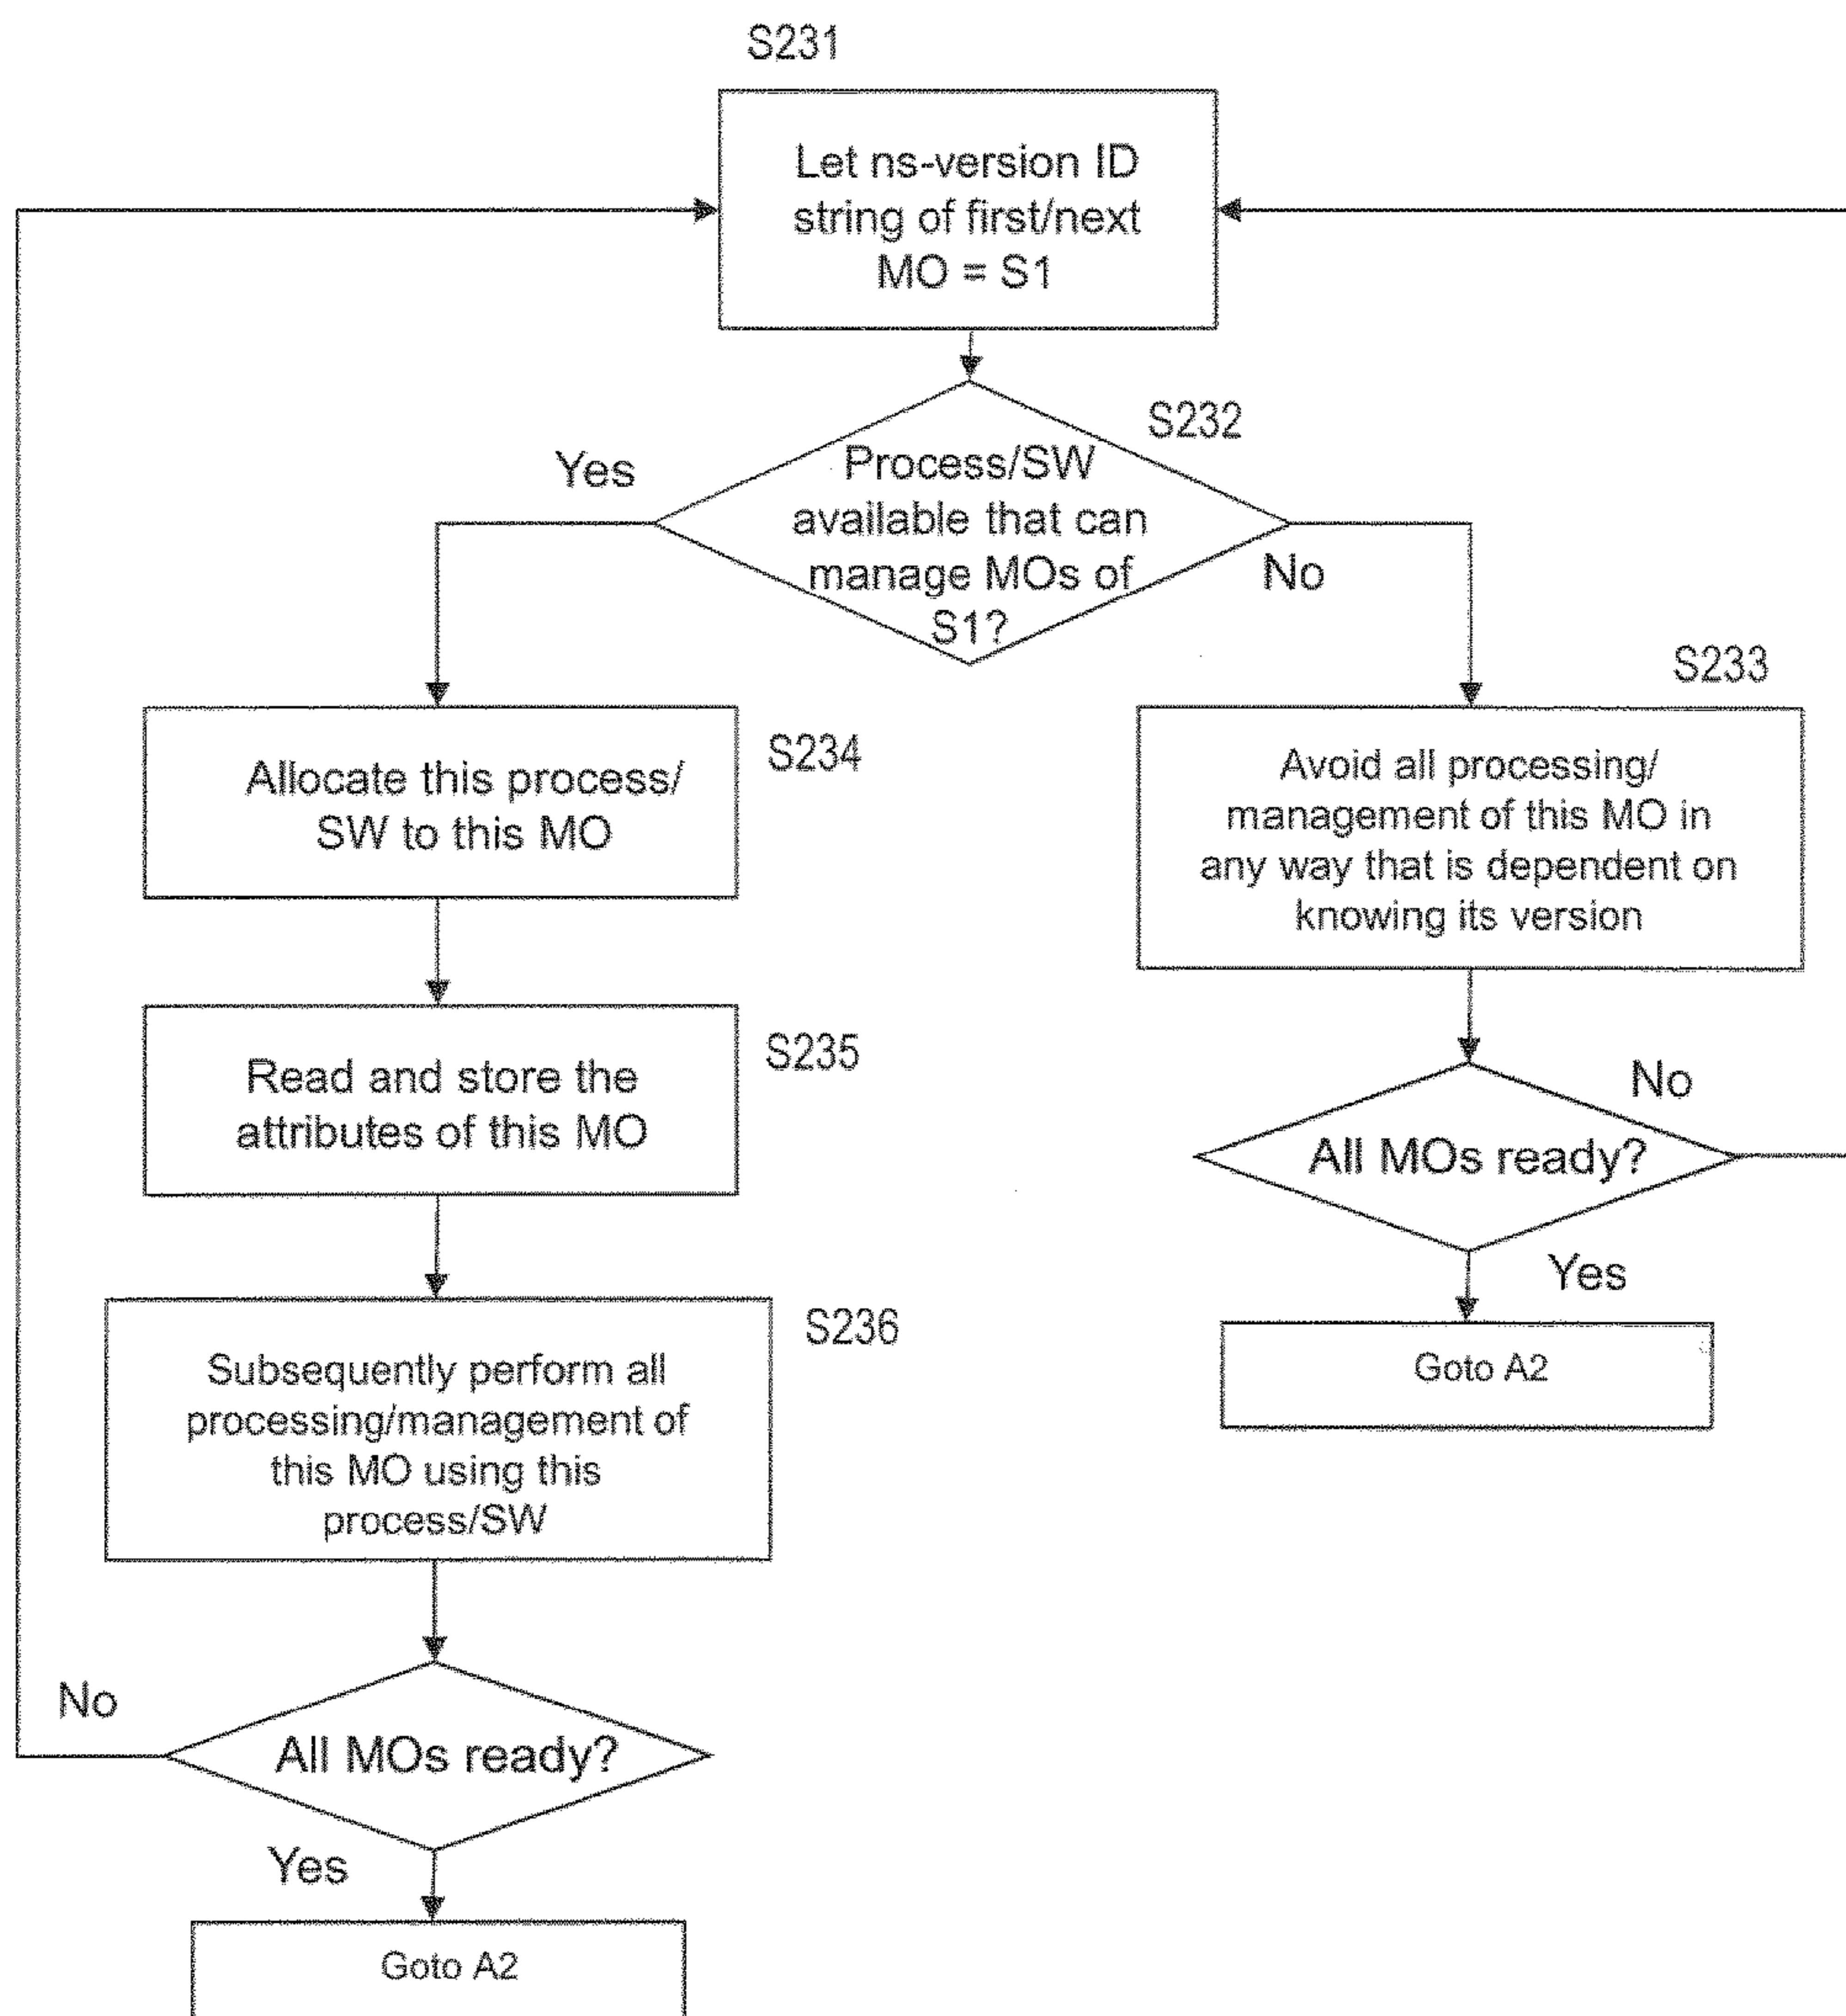 S231
Let ns-version ID
string of first/next
MO = S1
S232
Process/SW
available that can
manage MOs of
S1?
Yes
No
S233
Avoid all processing/
management of this MO in
any way that is dependent on
knowing its version
S234
Allocate this process/
SW to this MO
S235
Read and store the
attributes of this MO
No
All MOs ready?
Yes
Goto A2
S236
Subsequently perform all
processing/management of
this MO using this
process/SW
No
All MOs ready?
Yes
Goto A2